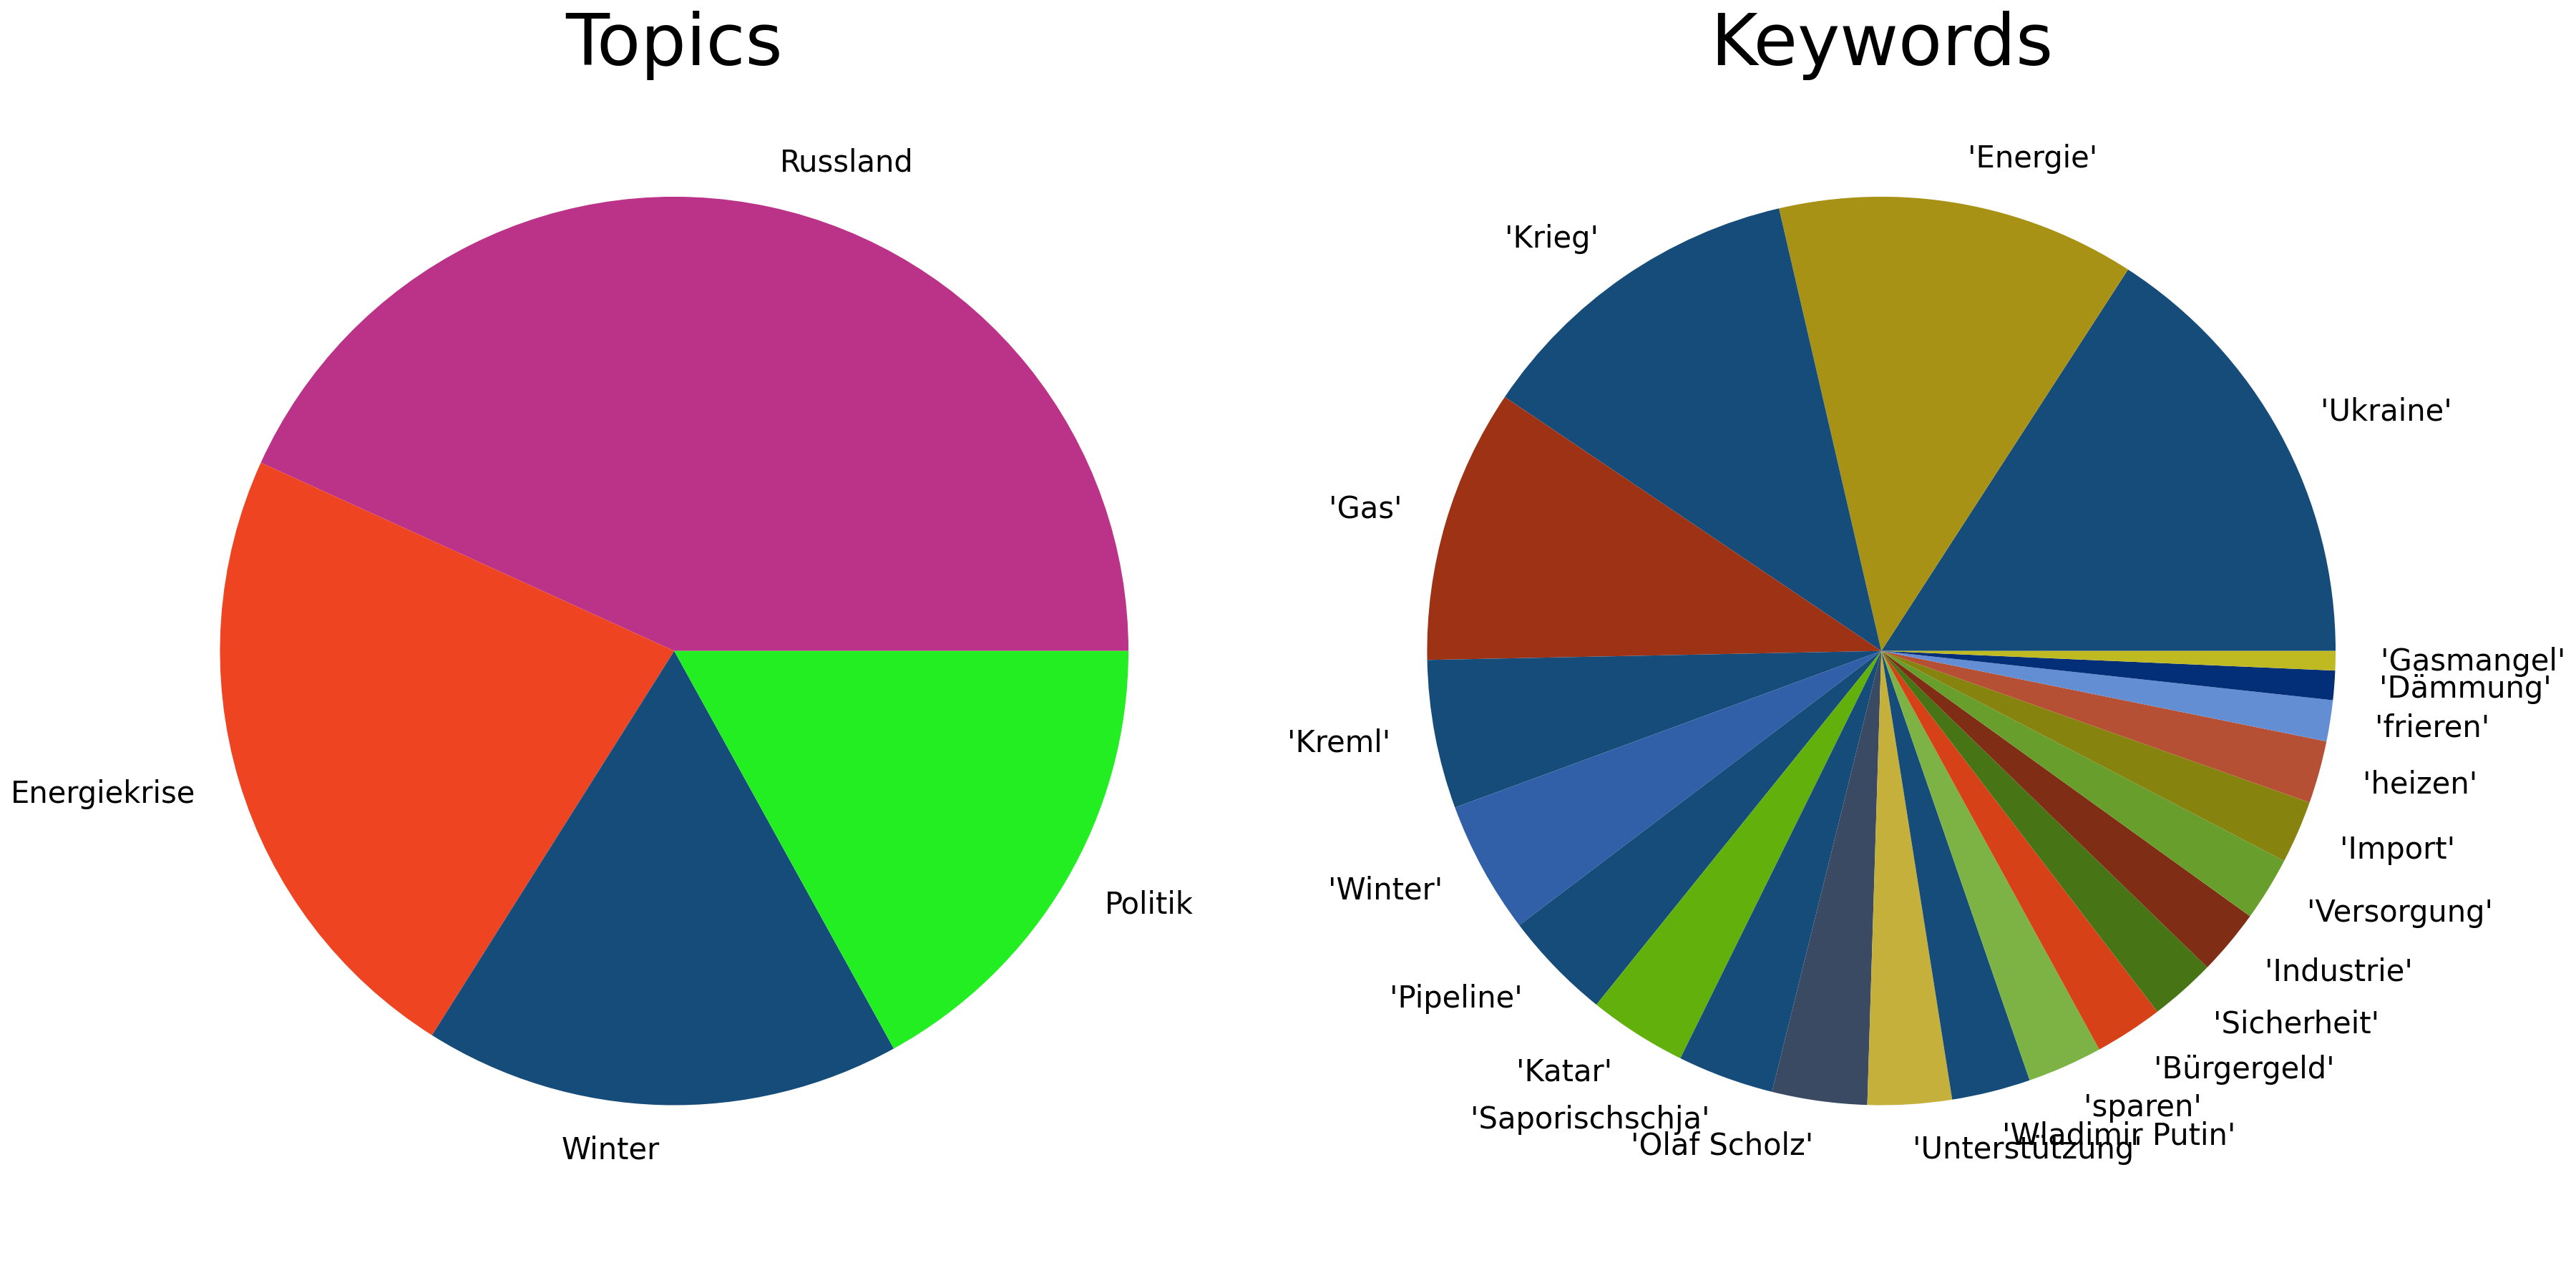 Topics
Russland
Energiekrise
Winter
Politik
Keywords
'Ukraine'
'Energie'
'Krieg'
'Gas'
'Kreml'
'Winter'
'Pipeline'
'Katar'
'Saporischschja'
'Olaf Scholz'
'Unterstützung'
'Wladimir Putin'
'sparen'
'Bürgergeld'
'Sicherheit'
'Industrie'
'Versorgung'
'Import'
'heizen'
'frieren'
'Dämmung'
'Gasmangel'